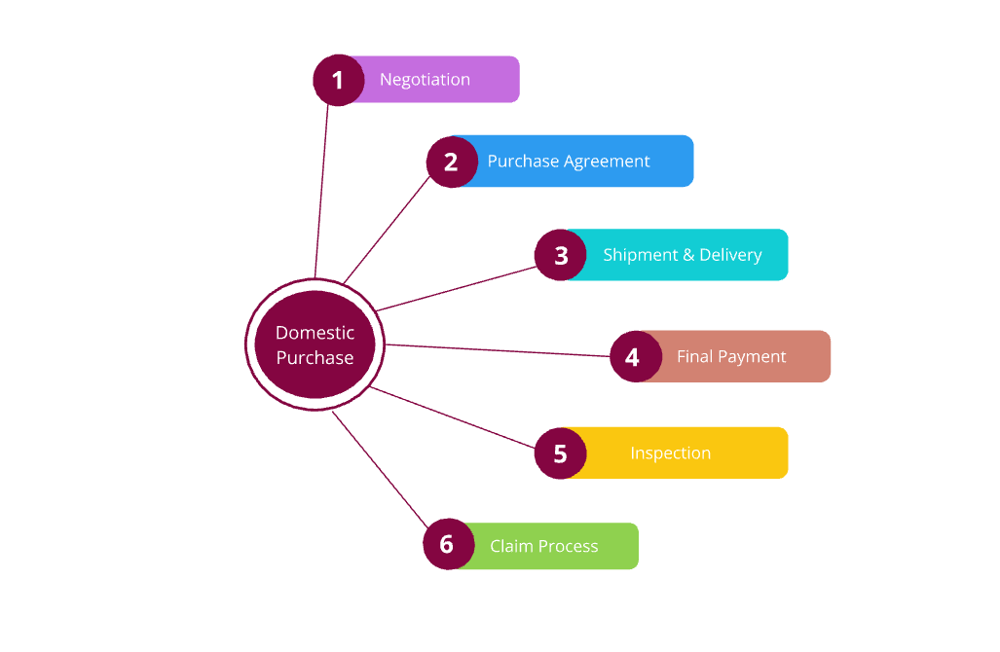 1 Negotiation
2 Purchase Agreement
3 Shipment & Delivery
Domestic
Purchase
4 Final Payment
5 Inspection
6 Claim Process